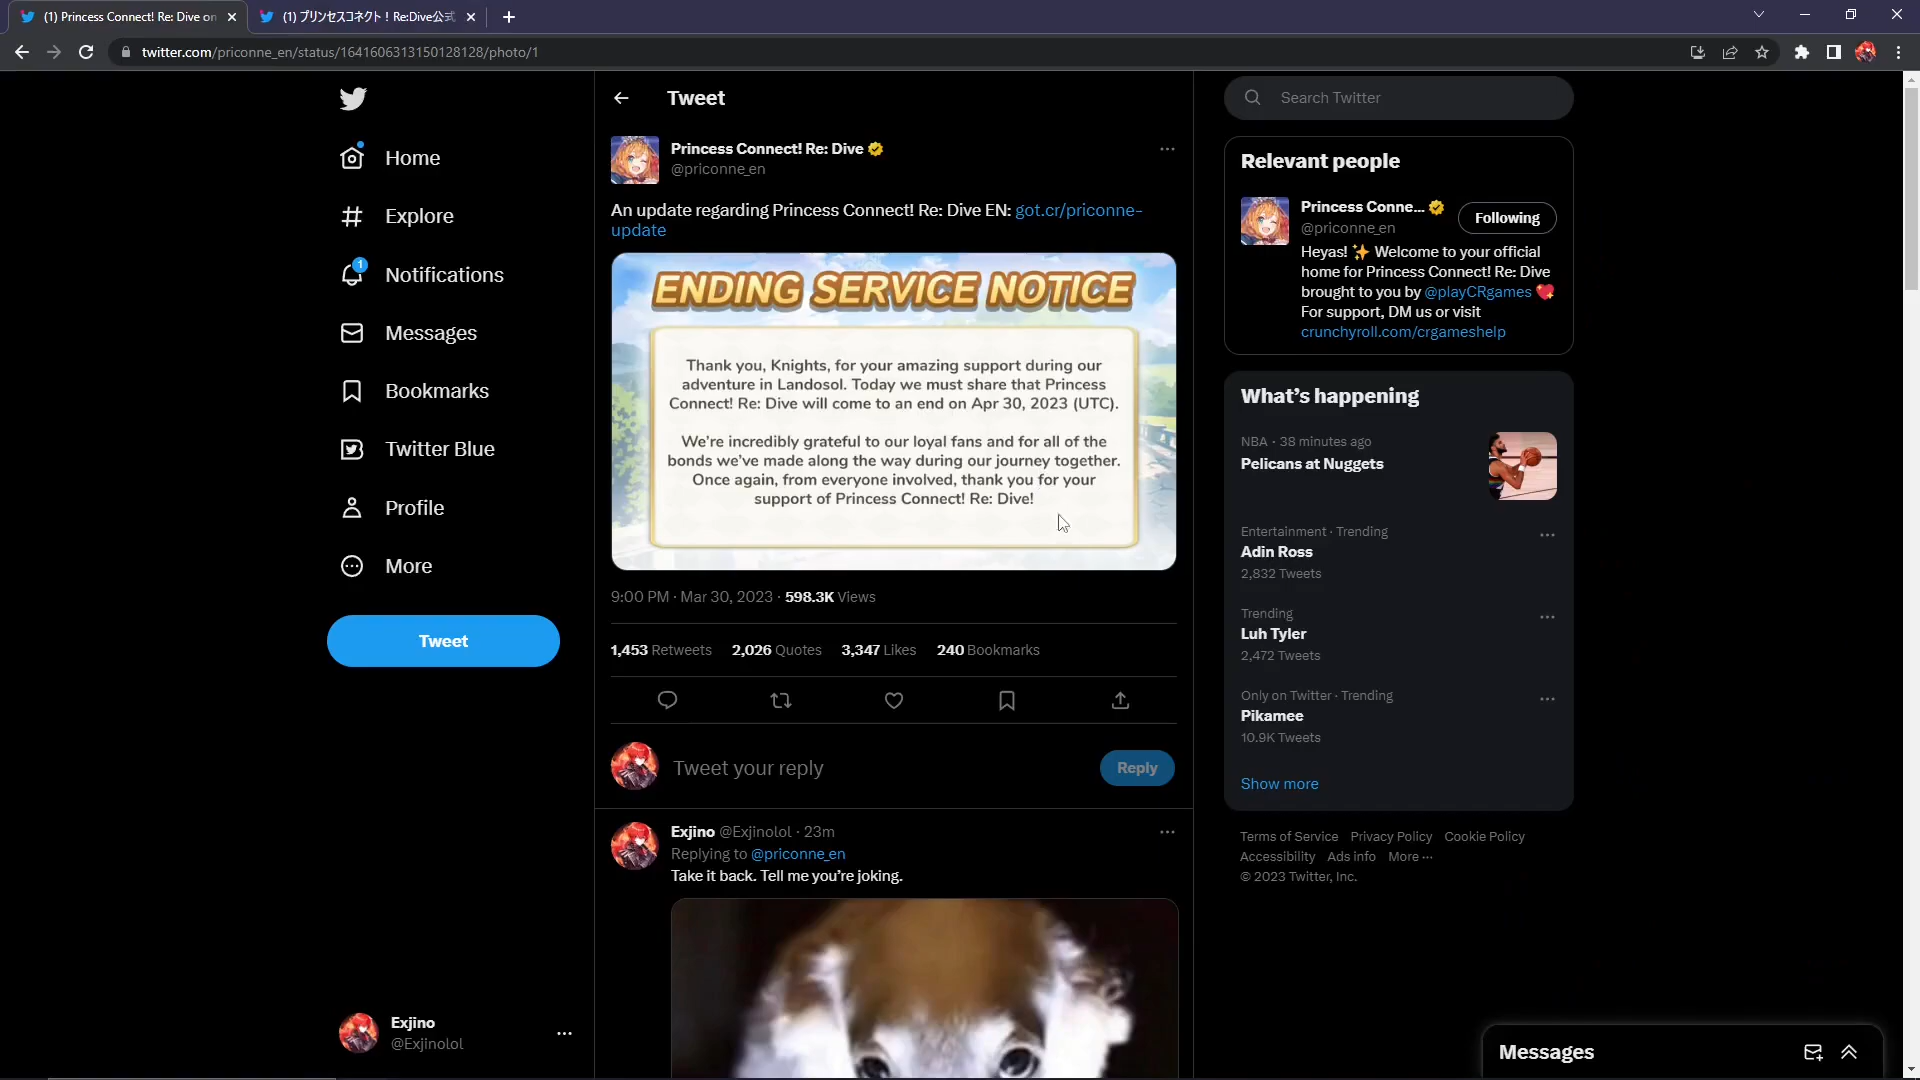 (1) Princess Connect! Re: Dive on
(1) プリンセスコネクト！Re:Dive公式
twitter.com/priconne_en/status/1641606313150128128/photo/1
Home
Explore
1
Notifications
Messages
Bookmarks
Twitter Blue
Profile
More
Tweet
Exjino
@Exjinolol
Tweet
Princess Connect! Re: Dive
@priconne_en
An update regarding Princess Connect! Re: Dive EN: got.cr/priconne-
update
ENDING SERVICE NOTICE
Thank you, Knights, for your amazing support during our
adventure in Landosol. Today we must share that Princess
Connect! Re: Dive will come to an end on Apr 30, 2023 (UTC).
We're incredibly grateful to our loyal fans and for all of the
bonds we've made along the way during our journey together.
Once again, from everyone involved, thank you for your
support of Princess Connect! Re: Dive!
9:00 PM · Mar 30, 2023 · 598.3K Views
1,453 Retweets 2,026 Quotes 3,347 Likes 240 Bookmarks
Tweet your reply
Reply
Exjino @Exjinolol · 23m
Replying to @priconne_en
Take it back. Tell me you're joking.
Search Twitter
Relevant people
Princess Conne...
@priconne_en
Following
Heyas! ✨ Welcome to your official
home for Princess Connect! Re: Dive
brought to you by @playCRgames 💖
For support, DM us or visit
crunchyroll.com/crgameshelp
What's happening
NBA · 38 minutes ago
Pelicans at Nuggets
Entertainment · Trending
Adin Ross
2,832 Tweets
Trending
Luh Tyler
2,472 Tweets
Only on Twitter · Trending
Pikamee
10.9K Tweets
Show more
Terms of Service Privacy Policy Cookie Policy
Accessibility Ads info More ···
© 2023 Twitter, Inc.
Messages